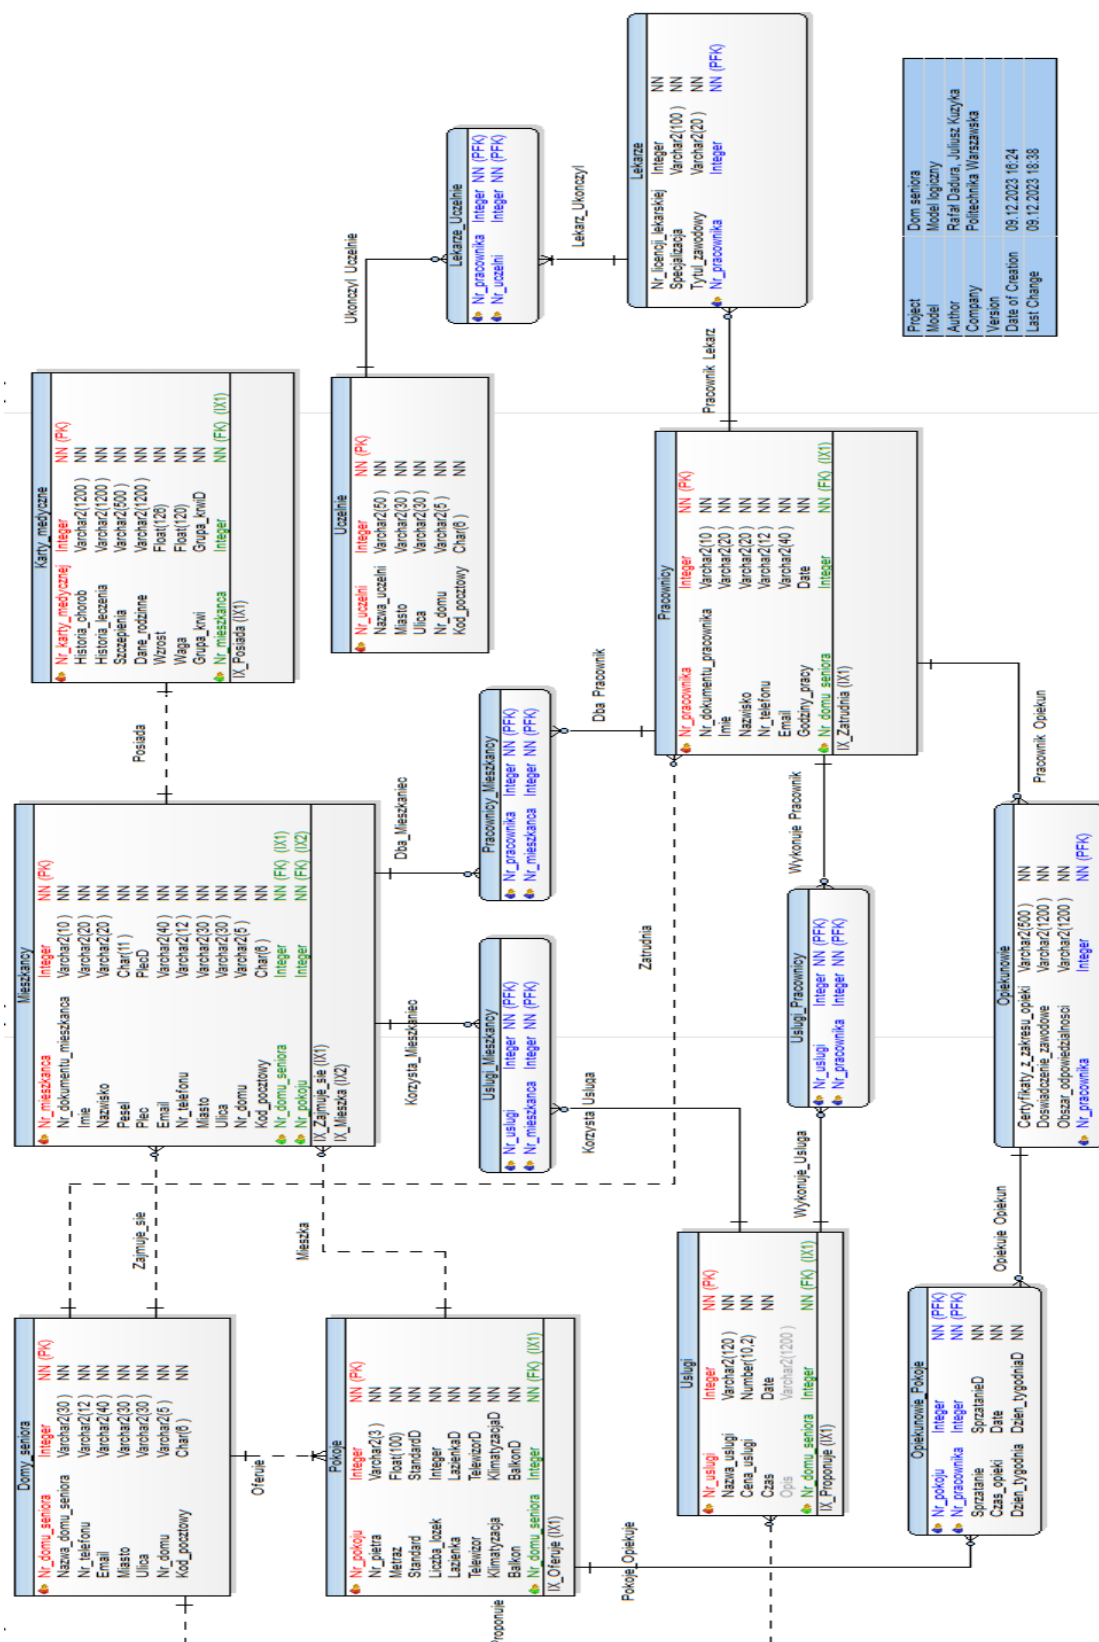 Domy_seniora
Nr_domu_seniora Integer NN (PK)
Nazwa_domu_seniora Varchar2(30 ) NN
Nr_telefonu Varchar2(12 ) NN
Email Varchar2(40 ) NN
Miasto Varchar2(30 ) NN
Ulica Varchar2(30 ) NN
Nr_domu Varchar2(5 ) NN
Kod_pocztowy Char(6 ) NN
Zajmuje_sie
Mieszkancy
Nr_mieszkanca Integer NN (PK)
Nr_dokumentu_mieszkanca Varchar2(10 ) NN
Imie Varchar2(20 ) NN
Nazwisko Varchar2(20 ) NN
Pesel Char(11 ) NN
Plec PlecD NN
Email Varchar2(40 ) NN
Nr_telefonu Varchar2(12 ) NN
Miasto Varchar2(30 ) NN
Ulica Varchar2(30 ) NN
Nr_domu Varchar2(5 ) NN
Kod_pocztowy Char(6 ) NN
Nr_domu_seniora Integer NN (FK) (IX1)
Nr_pokoju Integer NN (FK) (IX2)
IX_Zajmuje_sie (IX1)
IX_Mieszka (IX2)
Posiada
Karty_medyczne
Nr_karty_medycznej Integer NN (PK)
Historia_chorob Varchar2(1200 ) NN
Historia_leczenia Varchar2(1200 ) NN
Szczepienia Varchar2(500 ) NN
Dane_rodzinne Varchar2(1200 ) NN
Wzrost Float(126) NN
Waga Float(120) NN
Grupa_krwi Grupa_krwiD NN
Nr_mieszkanca Integer NN (FK) (IX1)
IX_Posiada (IX1)
Oferuje
Mieszka
Pokoje
Nr_pokoju Integer NN (PK)
Nr_pietra Varchar2(3 ) NN
Metraz Float(100) NN
Standard StandardD NN
Liczba_lozek Integer NN
Lazienka LazienkaD NN
Telewizor TelewizorD NN
Klimatyzacja KlimatyzacjaD NN
Balkon BalkonD NN
Nr_domu_seniora Integer NN (FK) (IX1)
IX_Oferuje (IX1)
Korzysta_Mieszkaniec
Dba_Mieszkaniec
Uczelnie
Nr_uczelni Integer NN (PK)
Nazwa_uczelni Varchar2(50 ) NN
Miasto Varchar2(30 ) NN
Ulica Varchar2(30 ) NN
Nr_domu Varchar2(5 ) NN
Kod_pocztowy Char(6 ) NN
Ukonczyl Uczelnie
Lekarze_Uczelnie
Nr_pracownika Integer NN (PFK)
Nr_uczelni Integer NN (PFK)
Proponuje
Uslugi_Mieszkancy
Nr_uslugi Integer NN (PFK)
Nr_mieszkanca Integer NN (PFK)
Pracownicy_Mieszkancy
Nr_pracownika Integer NN (PFK)
Nr_mieszkanca Integer NN (PFK)
Korzysta Usluga
Dba Pracownik
Lekarz_Ukonczyl
Pokoje_Opiekuje
Zatrudnia
Uslugi
Nr_uslugi Integer NN (PK)
Nazwa_uslugi Varchar2(120 ) NN
Cena_uslugi Number(10,2) NN
Czas Date NN
Opis Varchar2(1200 )
Nr_domu_seniora Integer NN (FK) (IX1)
IX_Proponuje (IX1)
Pracownicy
Nr_pracownika Integer NN (PK)
Nr_dokumentu_pracownika Varchar2(10 ) NN
Imie Varchar2(20 ) NN
Nazwisko Varchar2(20 ) NN
Nr_telefonu Varchar2(12 ) NN
Email Varchar2(40 ) NN
Godziny_pracy Date NN
Nr_domu_seniora Integer NN (FK) (IX1)
IX_Zatrudnia (IX1)
Pracownik Lekarz
Lekarze
Nr_licencji_lekarskiej Integer NN
Specjalizacja Varchar2(100 ) NN
Tytul_zawodowy Varchar2(20 ) NN
Nr_pracownika Integer NN (PFK)
Wykonuje_Usluga
Uslugi_Pracownicy
Nr_uslugi Integer NN (PFK)
Nr_pracownika Integer NN (PFK)
Wykonuje Pracownik
Opiekunowie_Pokoje
Nr_pokoju Integer NN (PFK)
Nr_pracownika Integer NN (PFK)
Sprzatanie SprzatanieD NN
Czas_opieki Date NN
Dzien_tygodnia Dzien_tygodniaD NN
Opiekuje Opiekun
Opiekunowie
Certyfikaty_z_zakresu_opieki Varchar2(500 ) NN
Doswiadczenie_zawodowe Varchar2(1200 ) NN
Obszar_odpowiedzialnosci Varchar2(1200 ) NN
Nr_pracownika Integer NN (PFK)
Pracownik Opiekun
Project Dom seniora
Model Model logiczny
Author Rafał Dadura, Juliusz Kuzyka
Company Politechnika Warszawska
Version
Date of Creation 09.12.2023 16:24
Last Change 09.12.2023 18:38